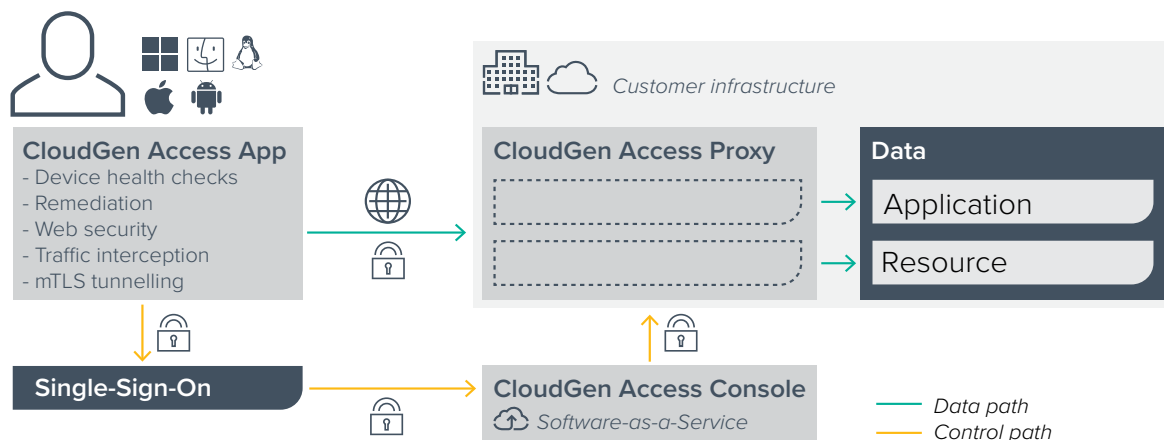 Customer infrastructure
CloudGen Access App
- Device health checks
- Remediation
- Web security
- Traffic interception
- mTLS tunnelling
CloudGen Access Proxy
Data
Application
Resource
Single-Sign-On
CloudGen Access Console
Software-as-a-Service
Data path
Control path